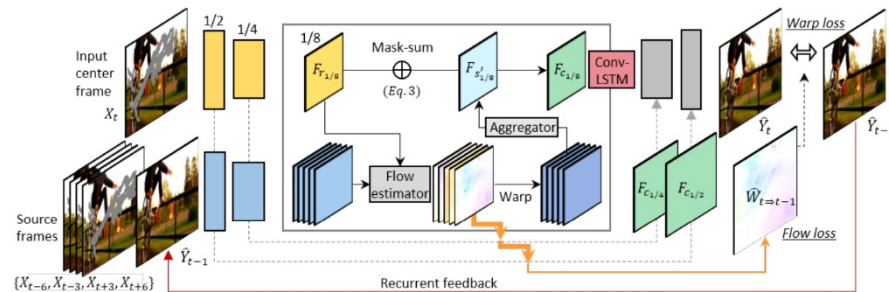 1/2
1/4
1/8
Input
center
frame
X_t
F_{r_{1/8}}
Mask-sum
(Eq.3)
F_{s'_{1/8}}
F_{c_{1/8}}
Conv-
LSTM
Warp loss
Ŷ_t
Ŷ_{t-}
Aggregator
Flow
estimator
Warp
F_{c_{1/4}}
F_{c_{1/2}}
Ŵ_{t⇒t-1}
Flow loss
Source
frames
Ŷ_{t-1}
{X_{t-6}, X_{t-3}, X_{t+3}, X_{t+6}}
Recurrent feedback